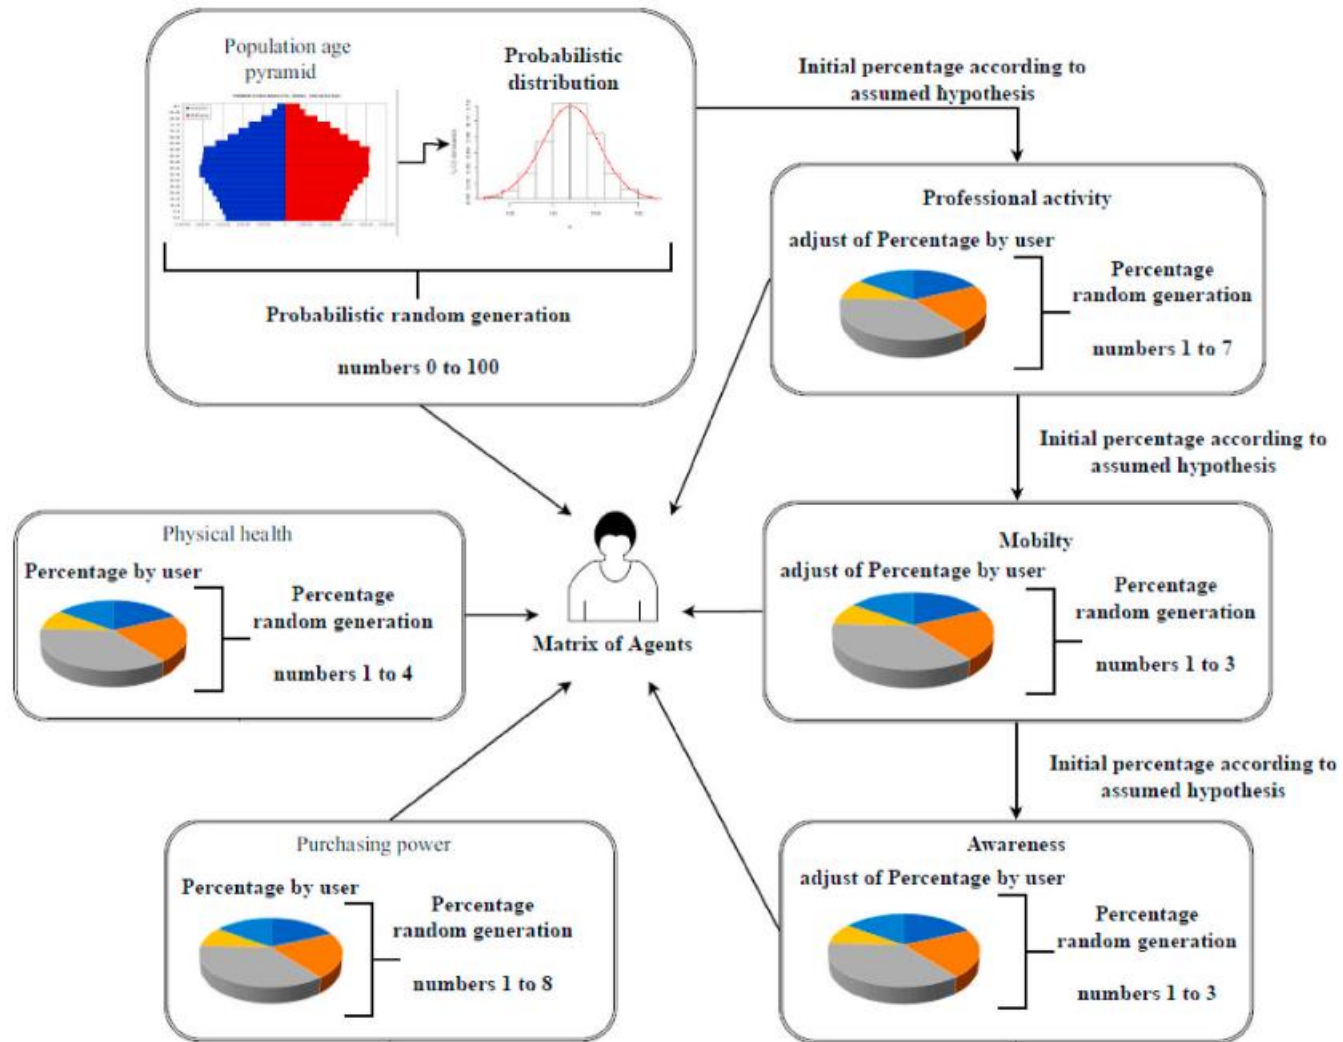 Population age
pyramid
Probabilistic
distribution
Probabilistic random generation
numbers 0 to 100
Initial percentage according to
assumed hypothesis
Professional activity
adjust of Percentage by user
Percentage
random generation
numbers 1 to 7
Initial percentage according to
assumed hypothesis
Physical health
Percentage by user
Percentage
random generation
numbers 1 to 4
Matrix of Agents
Mobilty
adjust of Percentage by user
Percentage
random generation
numbers 1 to 3
Initial percentage according to
assumed hypothesis
Purchasing power
Percentage by user
Percentage
random generation
numbers 1 to 8
Awareness
adjust of Percentage by user
Percentage
random generation
numbers 1 to 3